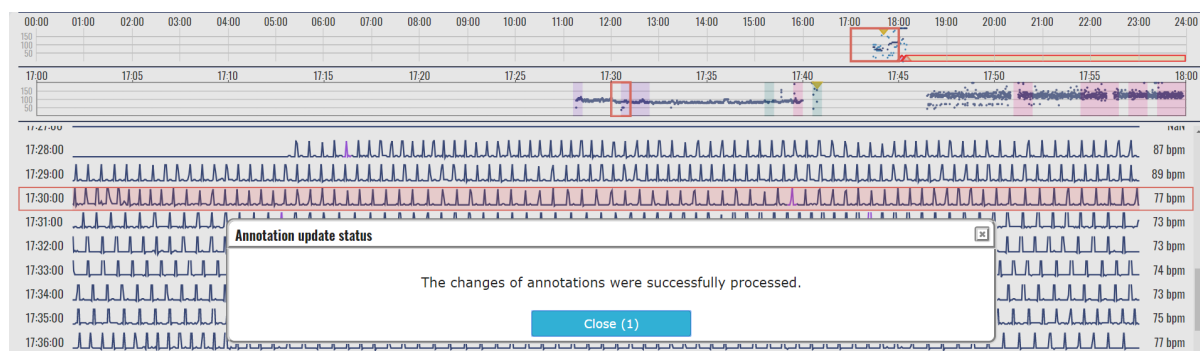 00:00 01:00 02:00 03:00 04:00 05:00 06:00 07:00 08:00 09:00 10:00 11:00 12:00 13:00 14:00 15:00 16:00 17:00 18:00 19:00 20:00 21:00 22:00 23:00 24:00
150
100
50
17:00 17:05 17:10 17:15 17:20 17:25 17:30 17:35 17:40 17:45 17:50 17:55 18:00
150
100
50
17:27:00 NaN
17:28:00 87 bpm
17:29:00 89 bpm
17:30:00 77 bpm
17:31:00 73 bpm
Annotation update status
17:32:00 73 bpm
17:33:00 74 bpm
The changes of annotations were successfully processed.
17:34:00 73 bpm
17:35:00 75 bpm
Close (1)
17:36:00 77 bpm